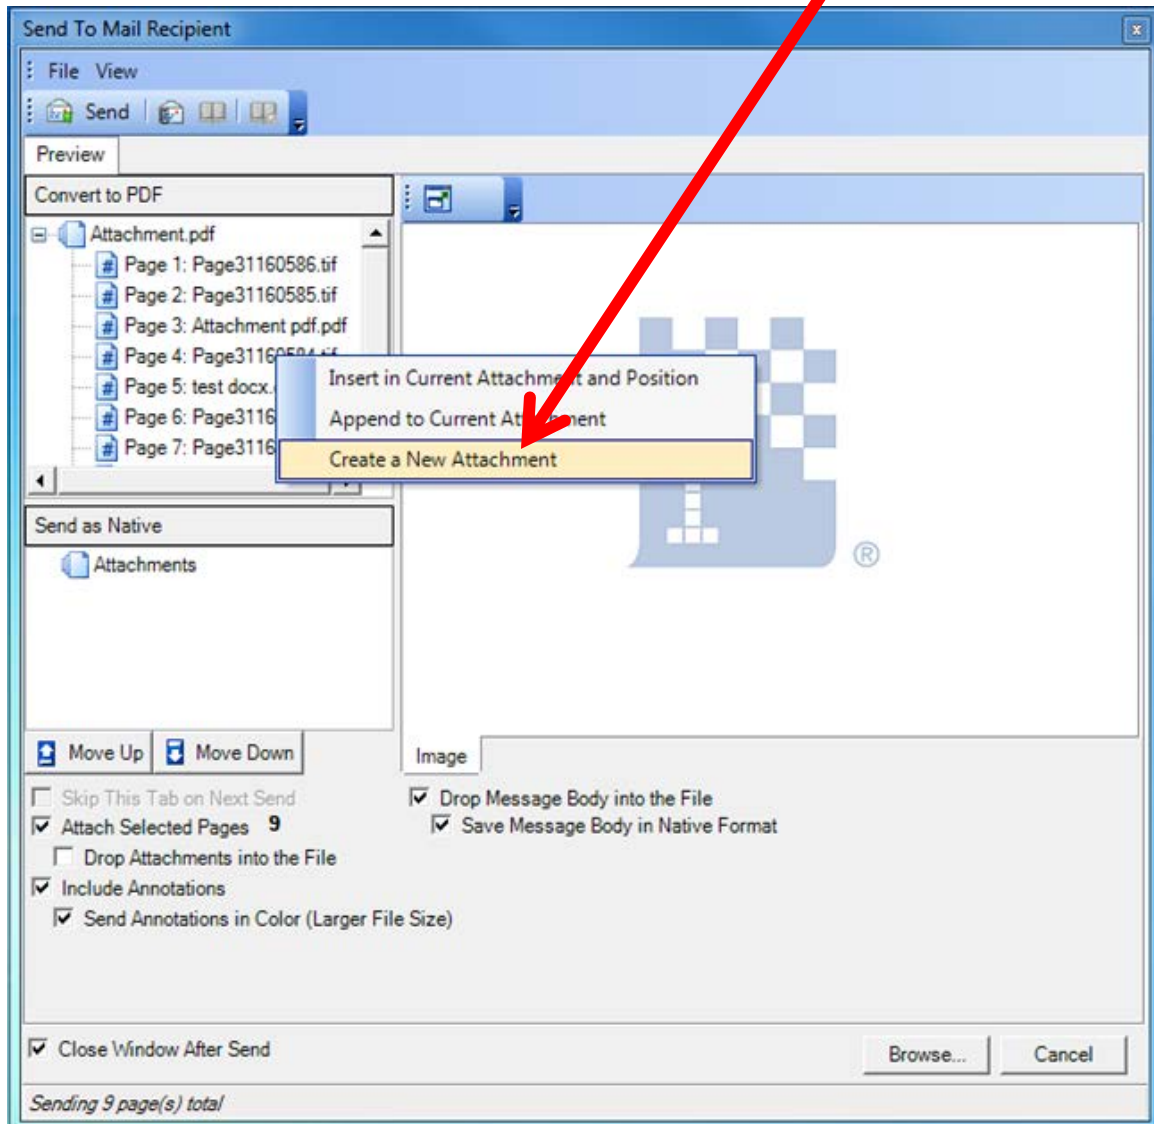 Send To Mail Recipient
File View
Send
Preview
Convert to PDF
Attachment.pdf
Page 1: Page31160586.tif
Page 2: Page31160585.tif
Page 3: Attachment pdf.pdf
Page 4: Page31160584.tif
Page 5: test docx.
Page 6: Page3116
Page 7: Page3116
Insert in Current Attachment and Position
Append to Current Attachment
Create a New Attachment
Send as Native
Attachments
®
Move Up Move Down
Image
Skip This Tab on Next Send
Attach Selected Pages 9
Drop Attachments into the File
Include Annotations
Send Annotations in Color (Larger File Size)
Drop Message Body into the File
Save Message Body in Native Format
Close Window After Send
Browse... Cancel
Sending 9 page(s) total